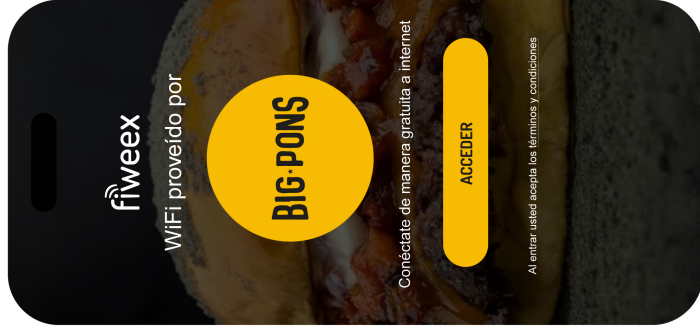 fiweex
WiFi proveído por
BIG★PONS
Conéctate de manera gratuita a internet
ACCEDER
Al entrar usted acepta los términos y condiciones